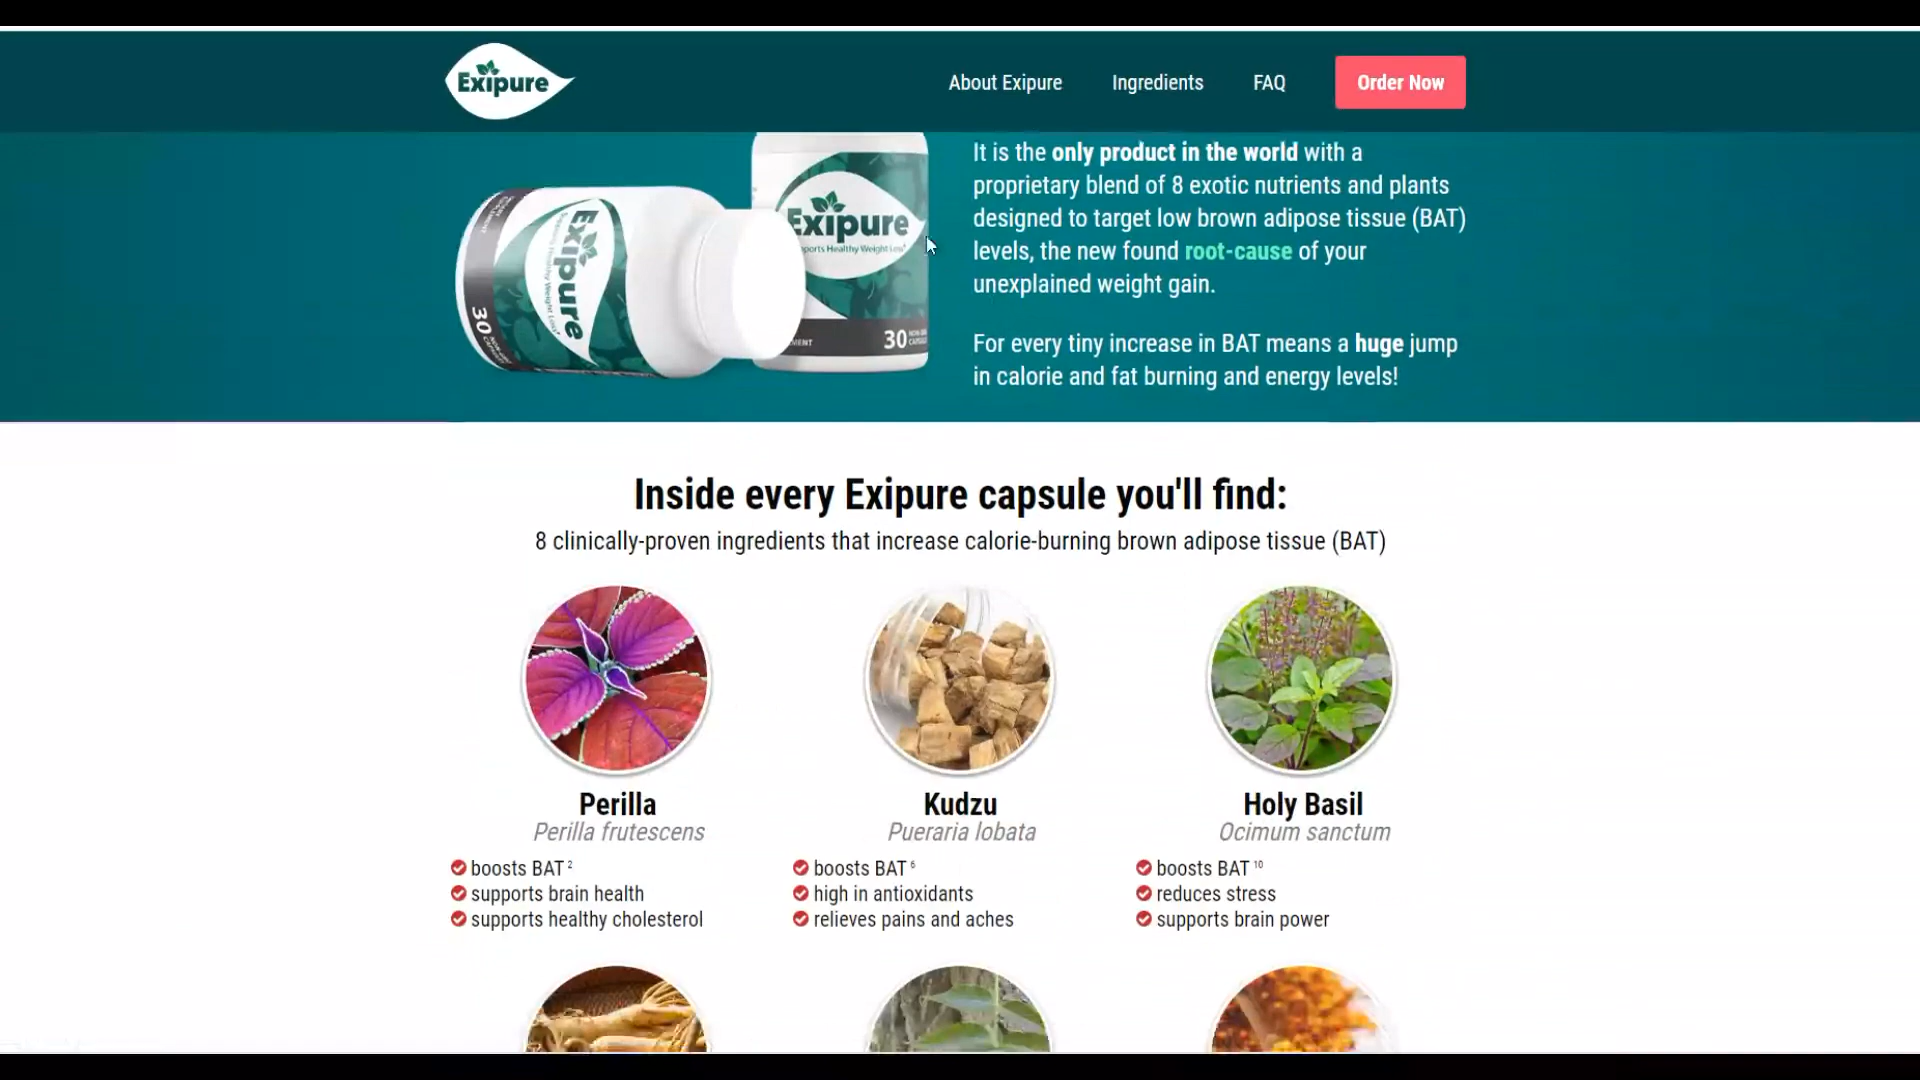 Exipure
About Exipure
Ingredients
FAQ
Order Now
Exipure
Supports Healthy Weight Loss
30
Exipure
30
It is the only product in the world with a
proprietary blend of 8 exotic nutrients and plants
designed to target low brown adipose tissue (BAT)
levels, the new found root-cause of your
unexplained weight gain.
For every tiny increase in BAT means a huge jump
in calorie and fat burning and energy levels!
Inside every Exipure capsule you'll find:
8 clinically-proven ingredients that increase calorie-burning brown adipose tissue (BAT)
Perilla
Perilla frutescens
boosts BAT 2
supports brain health
supports healthy cholesterol
Kudzu
Pueraria lobata
boosts BAT 6
high in antioxidants
relieves pains and aches
Holy Basil
Ocimum sanctum
boosts BAT 10
reduces stress
supports brain power